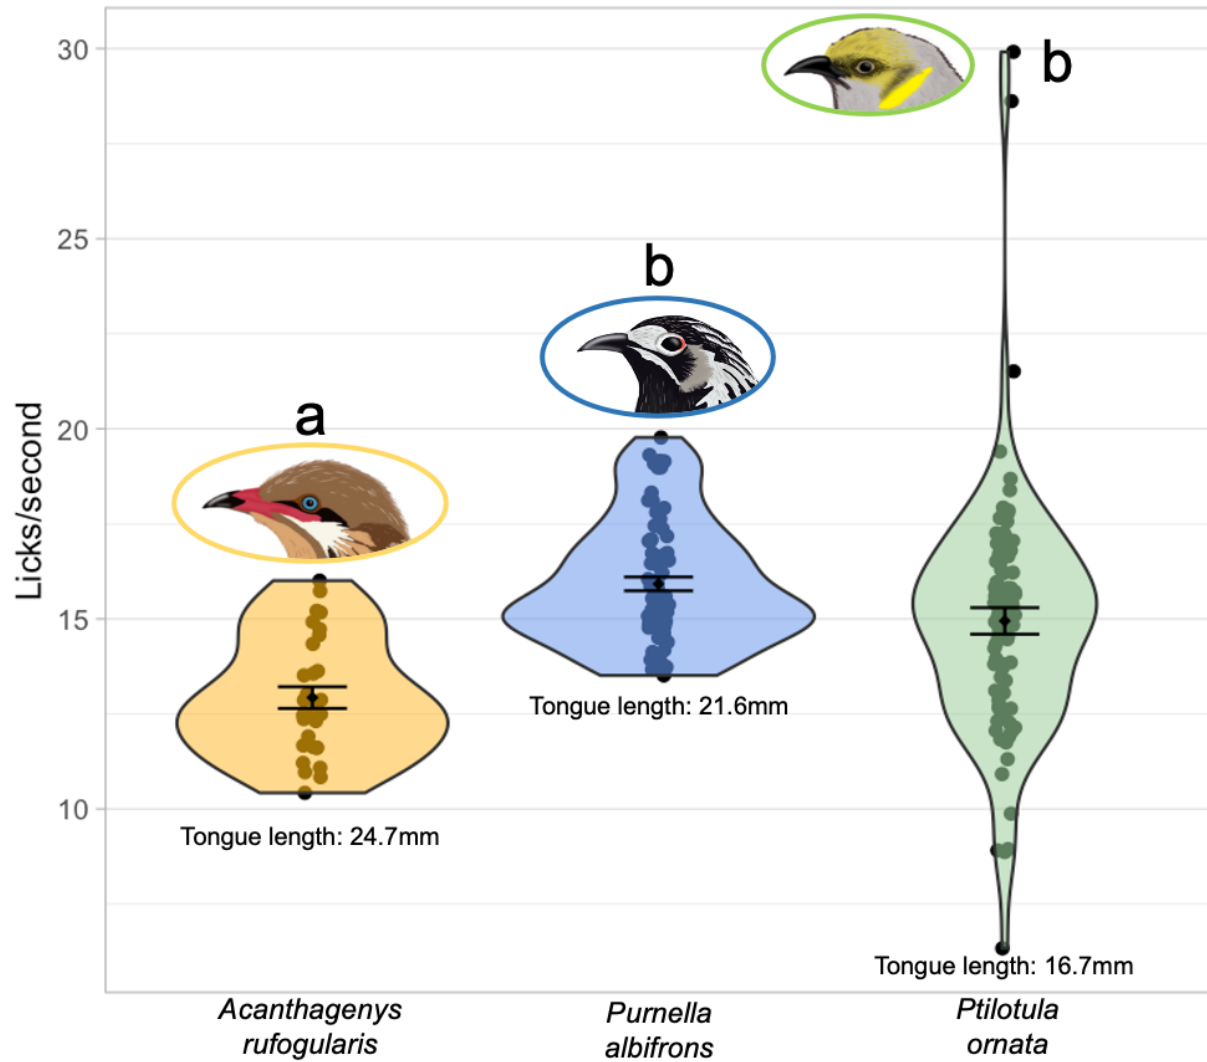 30
25
20
15
10
Licks/second
a
b
b
Tongue length: 24.7mm
Tongue length: 21.6mm
Tongue length: 16.7mm
Acanthagenys
rufogularis
Purnella
albifrons
Ptilotula
ornata